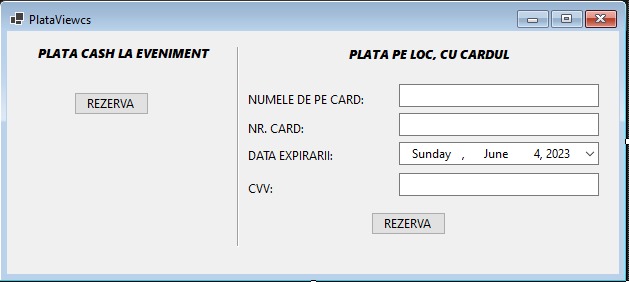 PlataViewcs
PLATA CASH LA EVENIMENT
REZERVA
PLATA PE LOC, CU CARDUL
NUMELE DE PE CARD:
NR. CARD:
DATA EXPIRARII: Sunday , June 4, 2023
CVV:
REZERVA